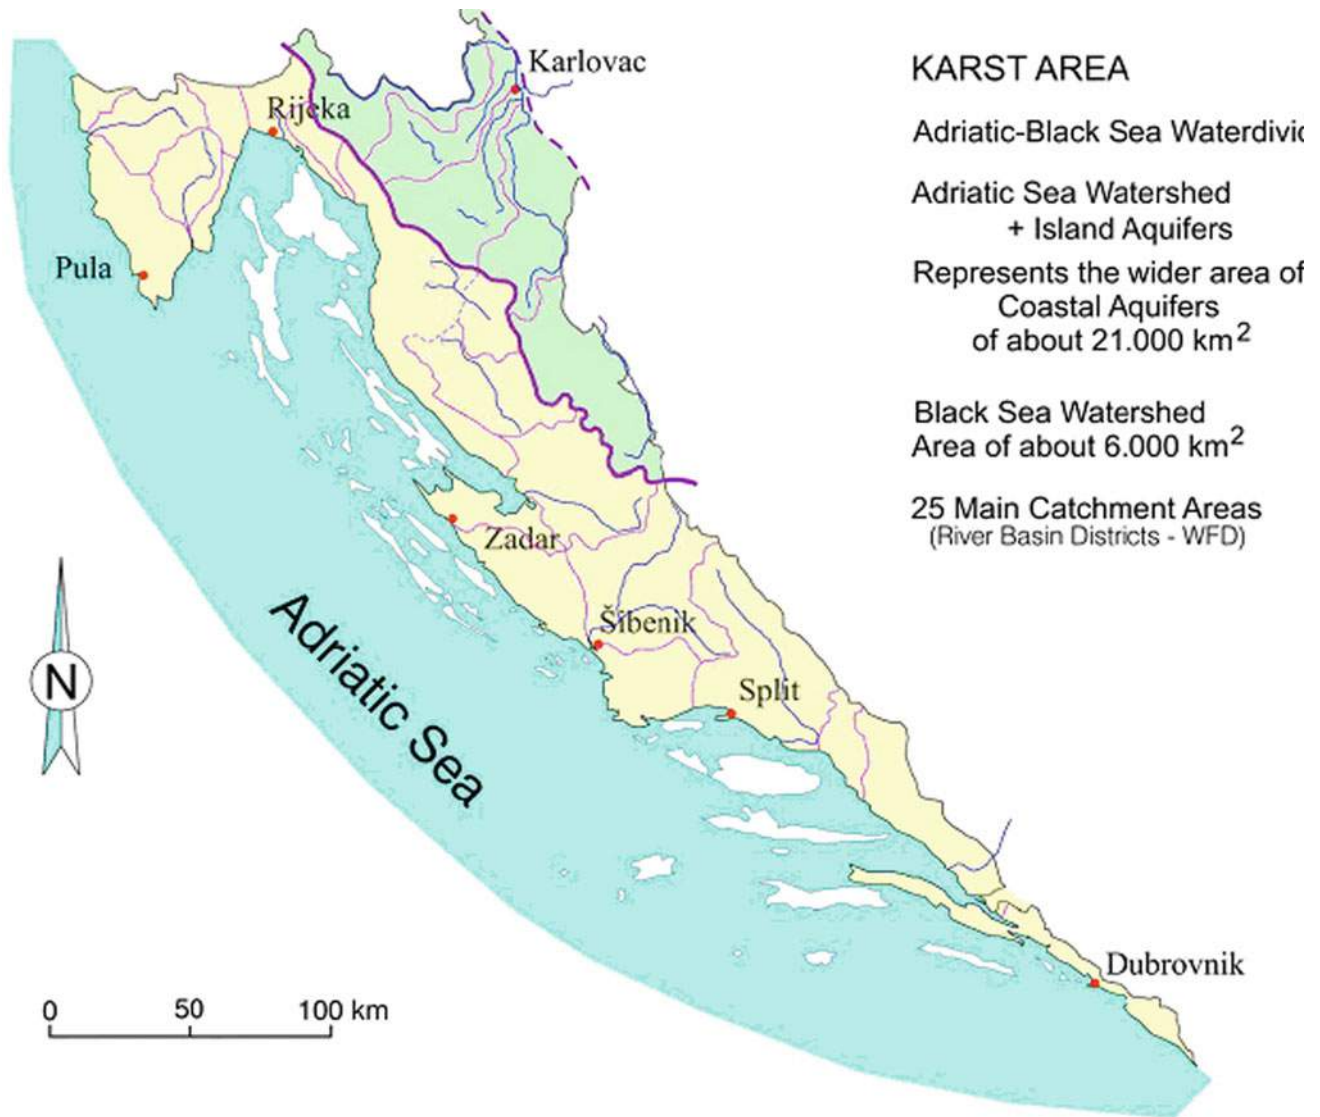 Karlovac
Rijeka
Pula
Zadar
Šibenik
Split
Dubrovnik
Adriatic Sea
N
0 50 100 km
KARST AREA
Adriatic-Black Sea Waterdivid
Adriatic Sea Watershed
+ Island Aquifers
Represents the wider area of
Coastal Aquifers
of about 21.000 km²
Black Sea Watershed
Area of about 6.000 km²
25 Main Catchment Areas
(River Basin Districts - WFD)